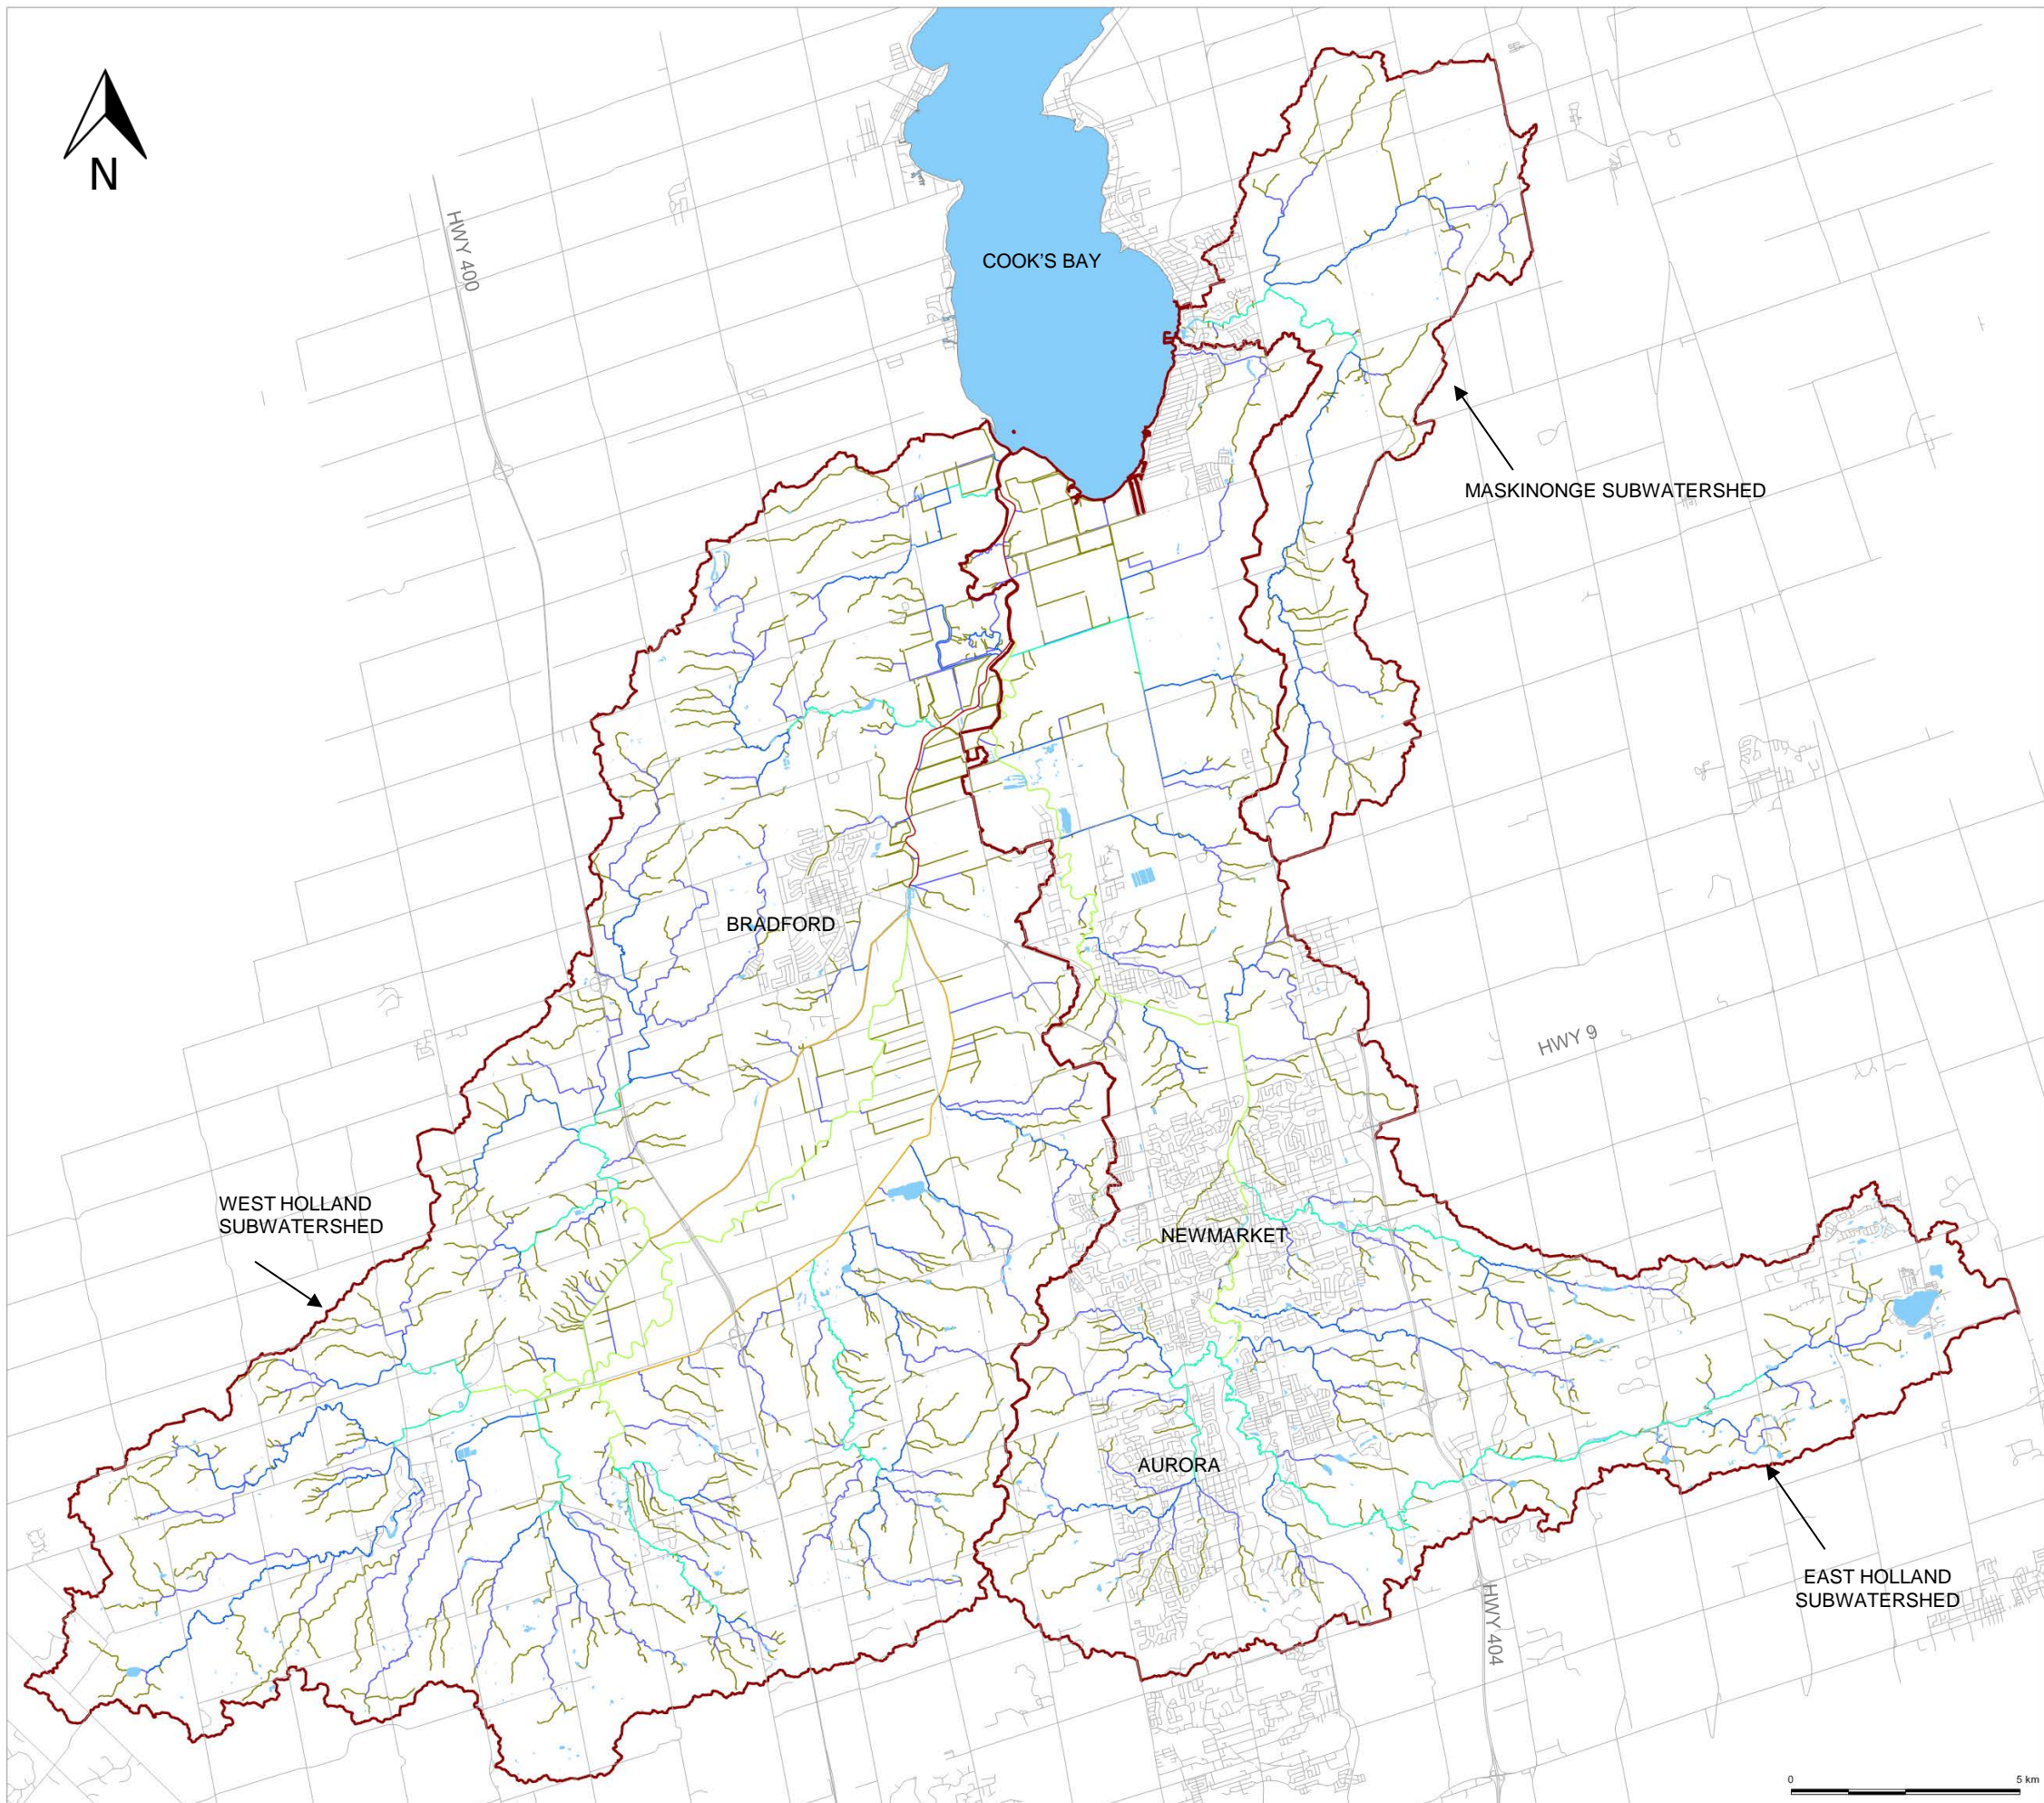 N
HWY 400
COOK'S BAY
MASKINONGE SUBWATERSHED
BRADFORD
HWY 9
WEST HOLLAND
SUBWATERSHED
NEWMARKET
AURORA
EAST HOLLAND
SUBWATERSHED
HWY 404
0
5 km